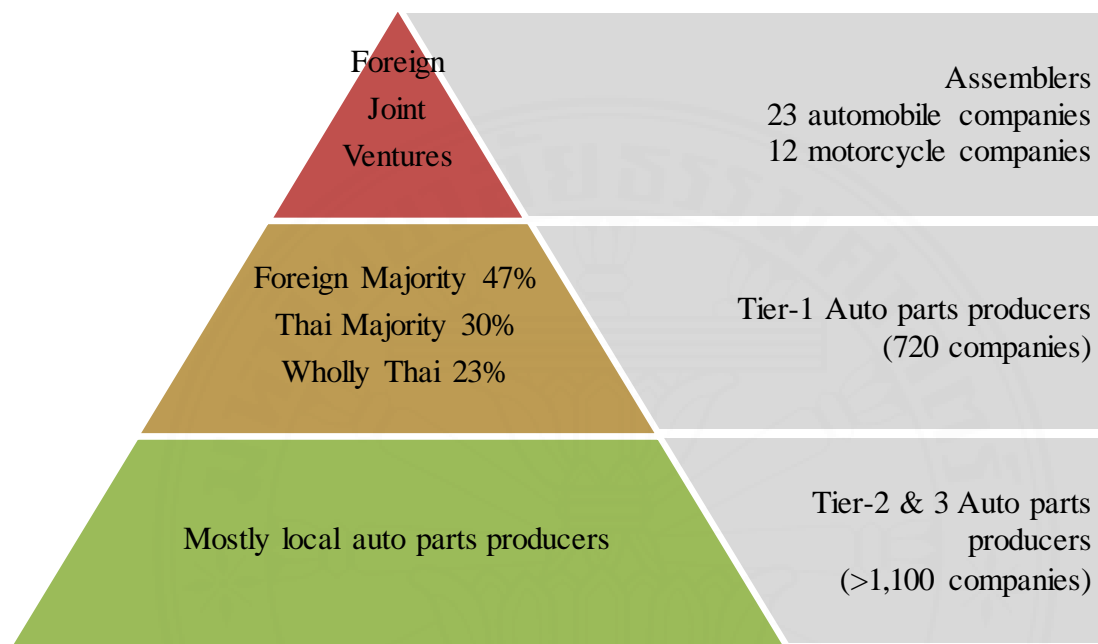 Foreign
Joint
Ventures
Assemblers
23 automobile companies
12 motorcycle companies
Foreign Majority 47%
Thai Majority 30%
Wholly Thai 23%
Tier-1 Auto parts producers
(720 companies)
Mostly local auto parts producers
Tier-2 & 3 Auto parts
producers
(>1,100 companies)